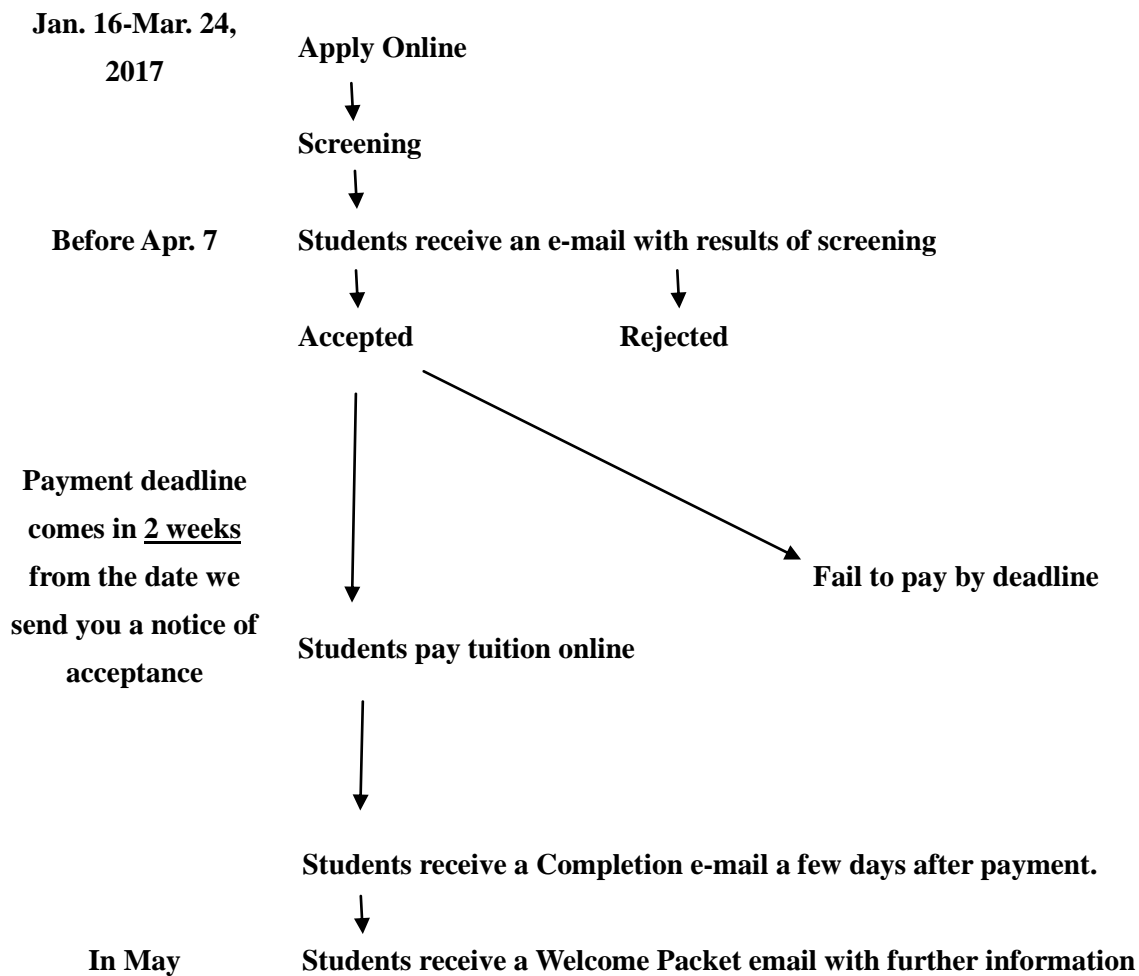 Jan. 16-Mar. 24,
2017
Apply Online
Screening
Before Apr. 7
Students receive an e-mail with results of screening
Accepted
Rejected
Payment deadline
comes in 2 weeks
from the date we
send you a notice of
acceptance
Fail to pay by deadline
Students pay tuition online
Students receive a Completion e-mail a few days after payment.
In May
Students receive a Welcome Packet email with further information